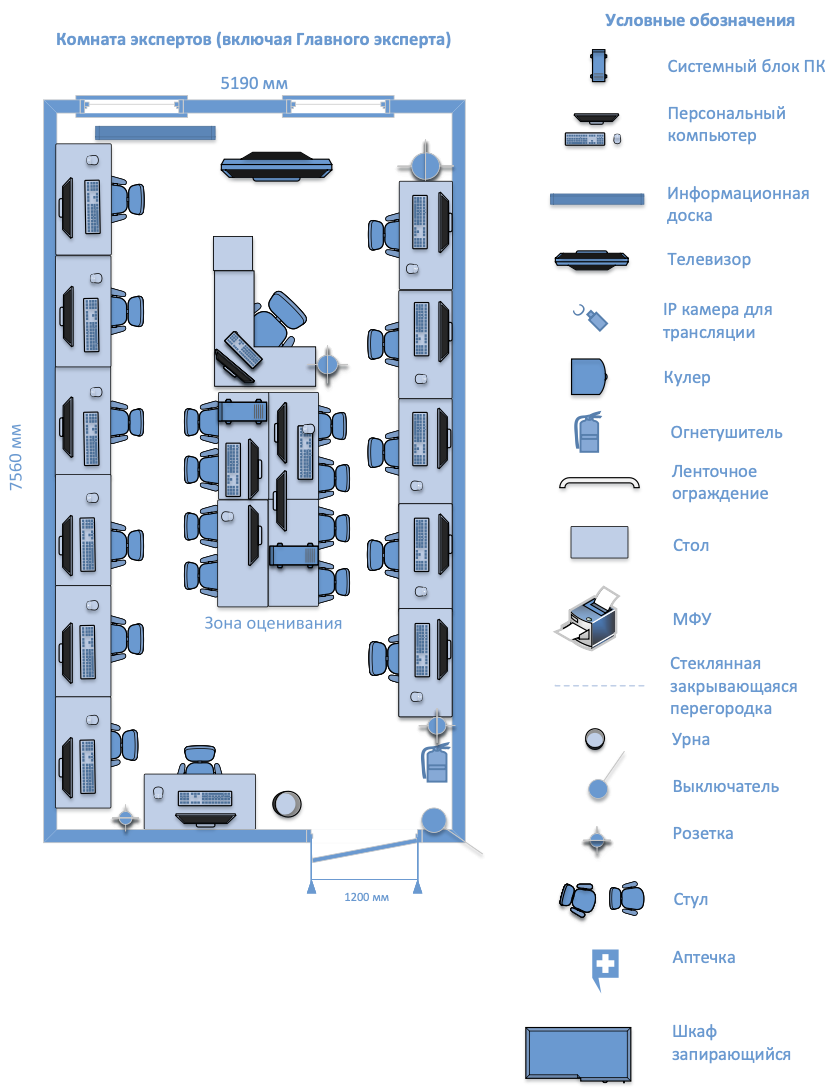 Условные обозначения
Комната экспертов (включая Главного эксперта)
5190 мм
7560 мм
Зона оценивания
1200 мм
Системный блок ПК
Персональный
компьютер
Информационная
доска
Телевизор
IP камера для
трансляции
Кулер
Огнетушитель
Ленточное
ограждение
Стол
МФУ
Стеклянная
закрывающаяся
перегородка
Урна
Выключатель
Розетка
Стул
Аптечка
Шкаф
запирающийся